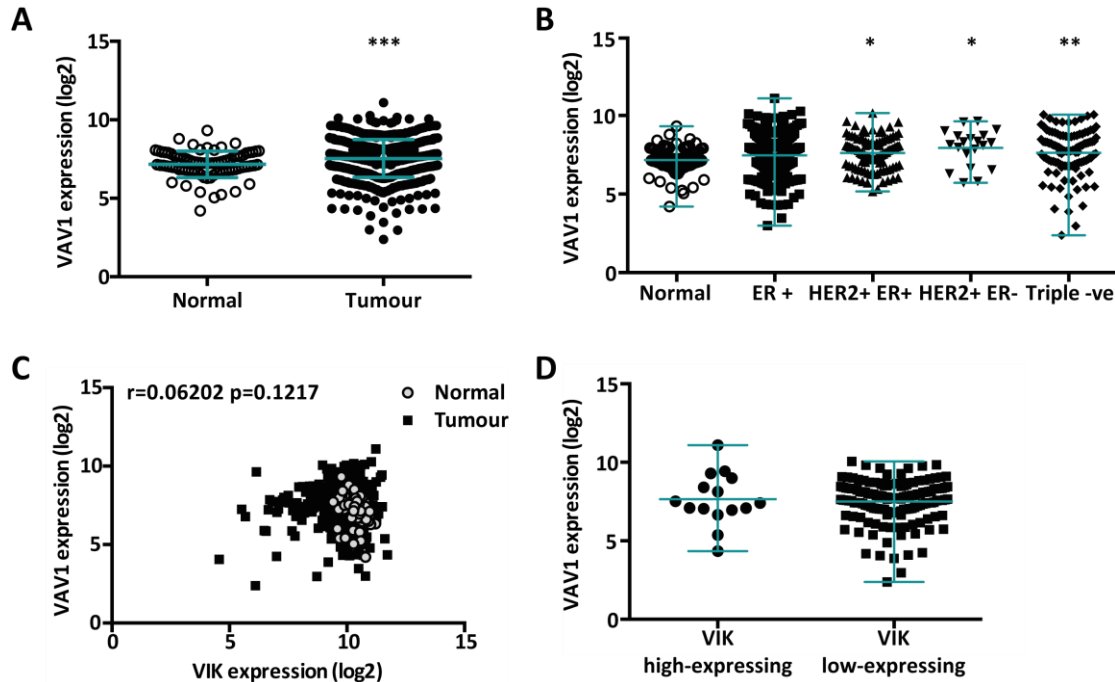 A
VAV1 expression (log2)
15
10
5
0
***
Normal
Tumour
B
VAV1 expression (log2)
15
10
5
0
*
*
**
Normal
ER +
HER2+ ER+
HER2+ ER-
Triple -ve
C
VAV1 expression (log2)
15
10
5
0
r=0.06202 p=0.1217
Normal
Tumour
0
5
10
15
VIK expression (log2)
D
VAV1 expression (log2)
15
10
5
0
VIK
high-expressing
VIK
low-expressing